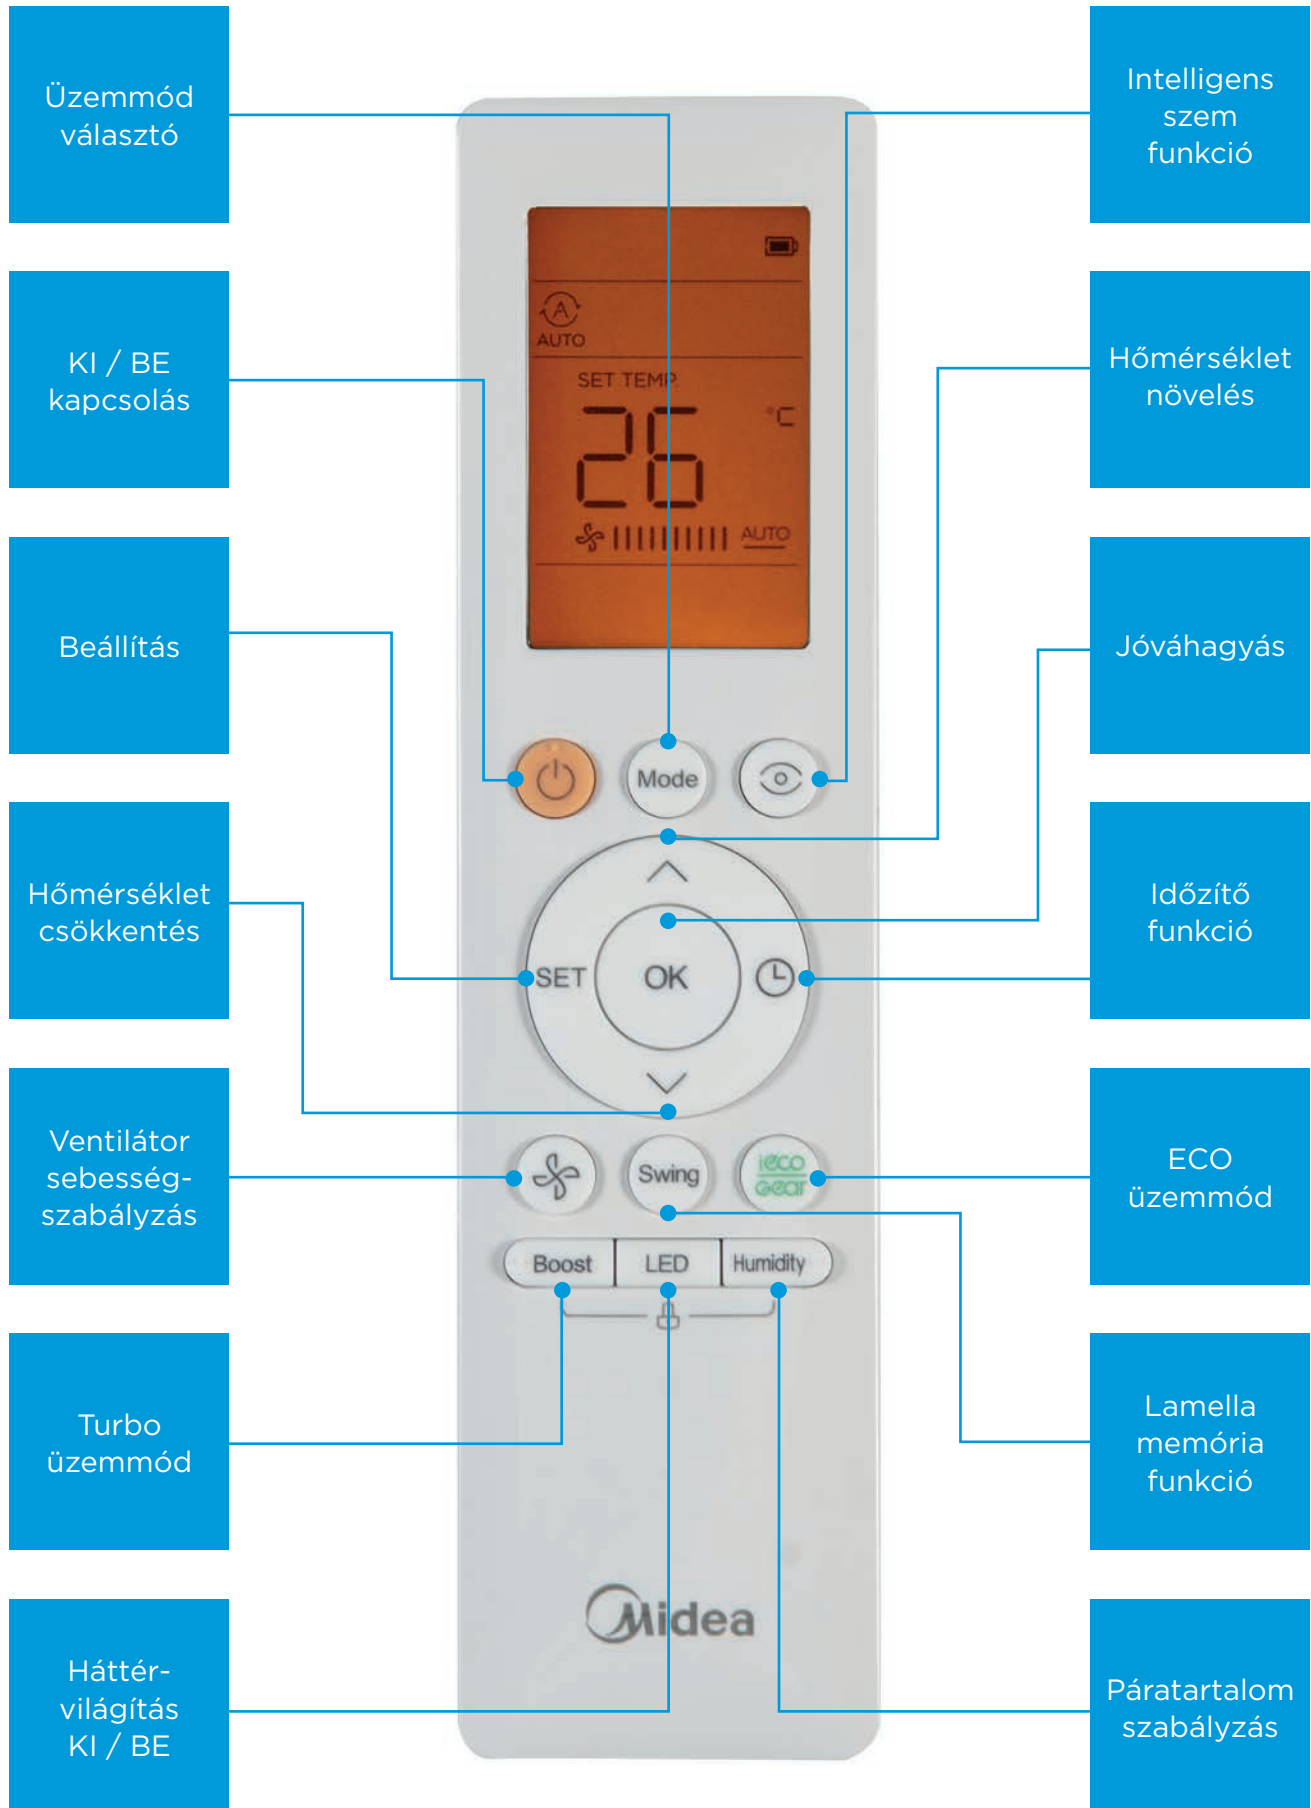 Üzemmód
választó
KI / BE
kapcsolás
Beállítás
Hőmérséklet
csökkentés
Ventilátor
sebesség-
szabályzás
Turbo
üzemmód
Háttér-
világítás
KI / BE
A
AUTO
SET TEMP.
26 °C
AUTO
Mode
SET
OK
Swing
ieco
Gear
Boost
LED
Humidity
Midea
Intelligens
szem
funkció
Hőmérséklet
növelés
Jóváhagyás
Időzítő
funkció
ECO
üzemmód
Lamella
memória
funkció
Páratartalom
szabályzás